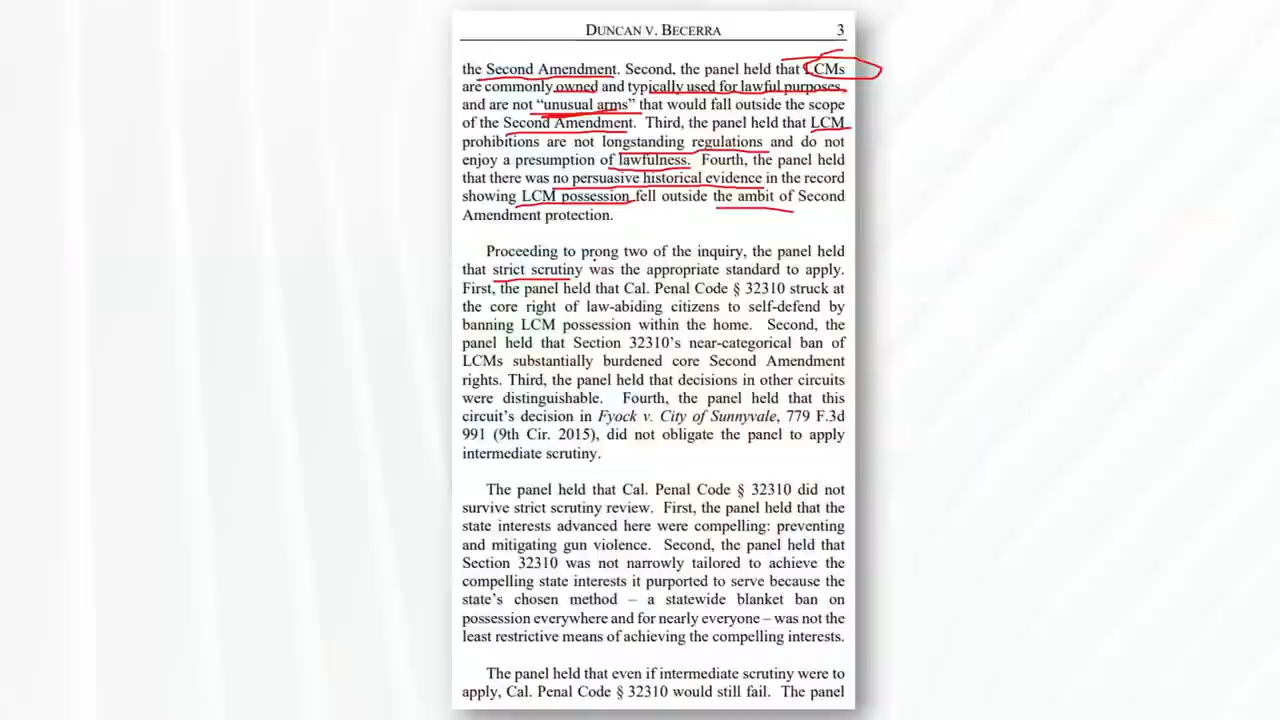 DUNCAN V. BECERRA 3
the Second Amendment. Second, the panel held that LCMs
are commonly owned and typically used for lawful purposes,
and are not “unusual arms” that would fall outside the scope
of the Second Amendment. Third, the panel held that LCM
prohibitions are not longstanding regulations and do not
enjoy a presumption of lawfulness. Fourth, the panel held
that there was no persuasive historical evidence in the record
showing LCM possession fell outside the ambit of Second
Amendment protection.
Proceeding to prong two of the inquiry, the panel held
that strict scrutiny was the appropriate standard to apply.
First, the panel held that Cal. Penal Code § 32310 struck at
the core right of law-abiding citizens to self-defend by
banning LCM possession within the home. Second, the
panel held that Section 32310’s near-categorical ban of
LCMs substantially burdened core Second Amendment
rights. Third, the panel held that decisions in other circuits
were distinguishable. Fourth, the panel held that this
circuit’s decision in Fyock v. City of Sunnyvale, 779 F.3d
991 (9th Cir. 2015), did not obligate the panel to apply
intermediate scrutiny.
The panel held that Cal. Penal Code § 32310 did not
survive strict scrutiny review. First, the panel held that the
state interests advanced here were compelling: preventing
and mitigating gun violence. Second, the panel held that
Section 32310 was not narrowly tailored to achieve the
compelling state interests it purported to serve because the
state’s chosen method – a statewide blanket ban on
possession everywhere and for nearly everyone – was not the
least restrictive means of achieving the compelling interests.
The panel held that even if intermediate scrutiny were to
apply, Cal. Penal Code § 32310 would still fail. The panel